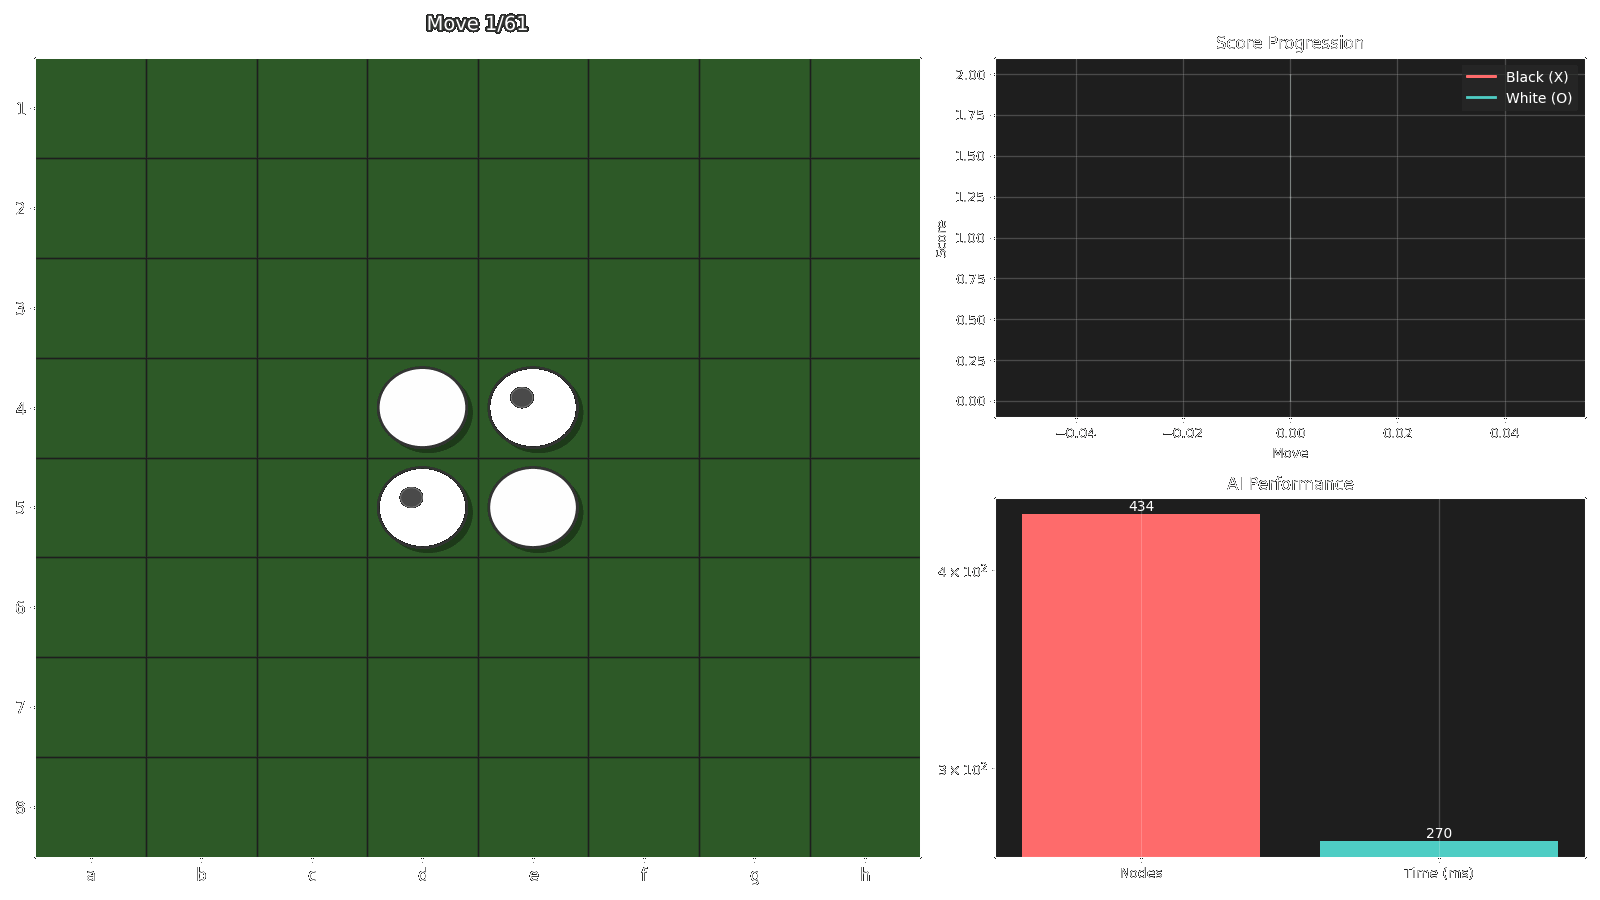 Move 1/61
1
2
3
4
5
6
7
8
a b c d e f g h
Score Progression
2.00
1.75
1.50
1.25
1.00
0.75
0.50
0.25
0.00
Score
Black (X)
White (O)
−0.04 −0.02 0.00 0.02 0.04
Move
AI Performance
434
4 × 10²
3 × 10²
270
Nodes Time (ms)